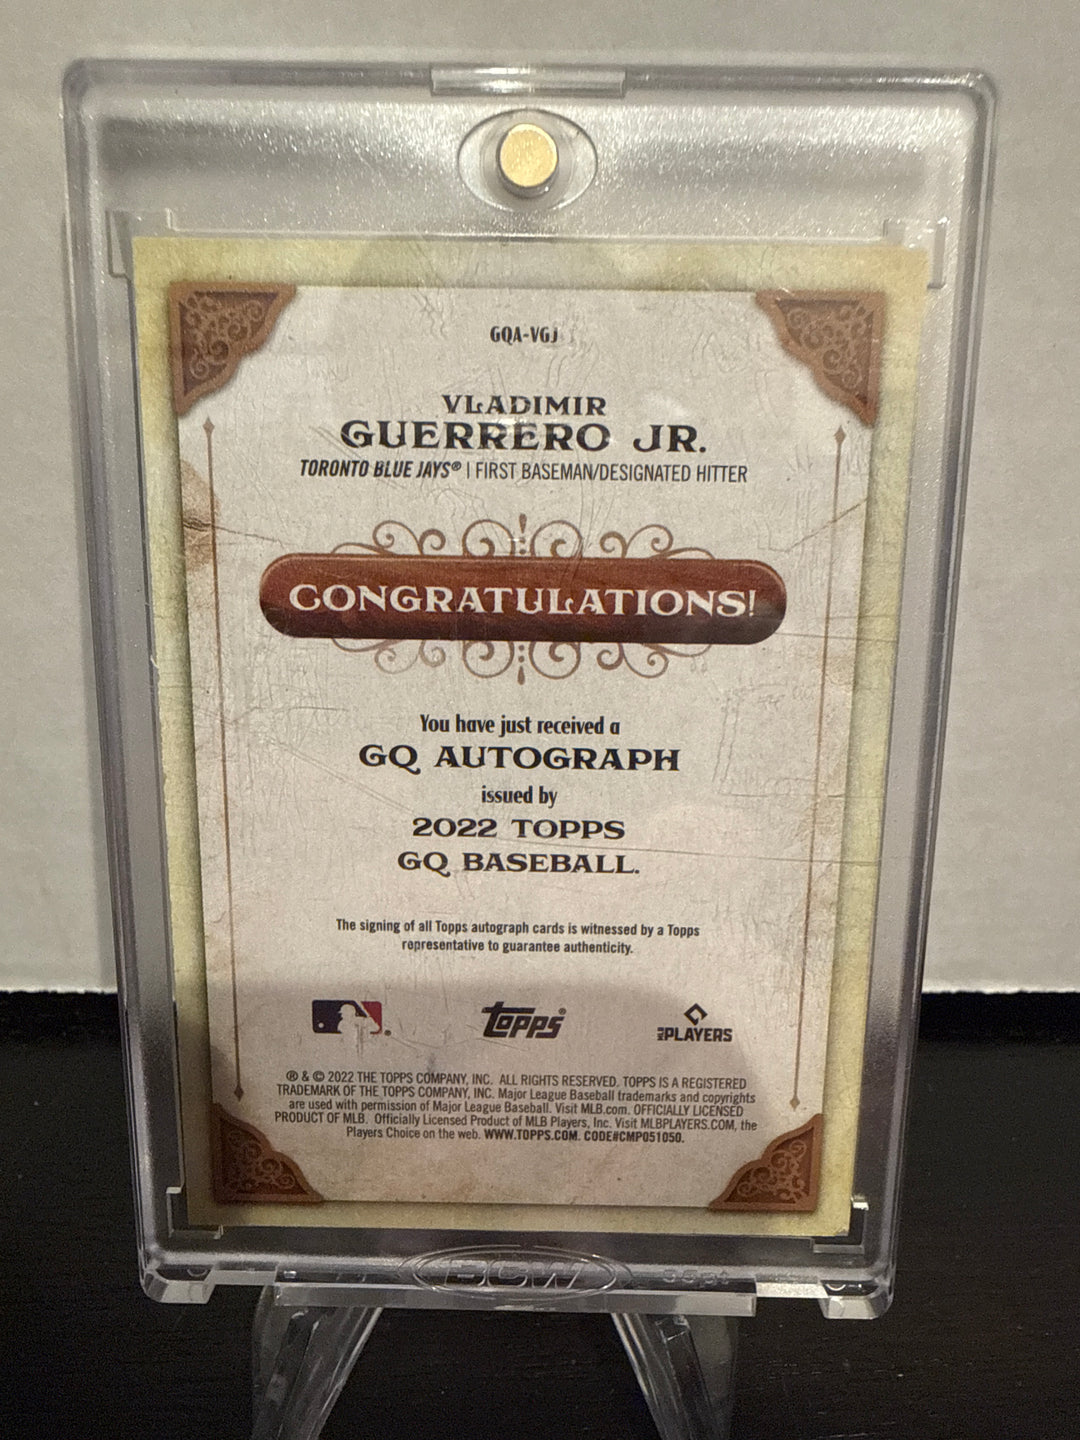 GQA-VGJ
VLADIMIR
GUERRERO JR.
TORONTO BLUE JAYS® | FIRST BASEMAN/DESIGNATED HITTER
CONGRATULATIONS!
You have just received a
GQ AUTOGRAPH
issued by
2022 TOPPS
GQ BASEBALL.
The signing of all Topps autograph cards is witnessed by a Topps
representative to guarantee authenticity.
topps®
PLAYERS
® & © 2022 THE TOPPS COMPANY, INC. ALL RIGHTS RESERVED. TOPPS IS A REGISTERED
TRADEMARK OF THE TOPPS COMPANY, INC. Major League Baseball trademarks and copyrights
are used with permission of Major League Baseball. Visit MLB.com. OFFICIALLY LICENSED
PRODUCT OF MLB. Officially Licensed Product of MLB Players, Inc. Visit MLBPLAYERS.COM, the
Players Choice on the web. WWW.TOPPS.COM. CODE#CMP051050.
BCW